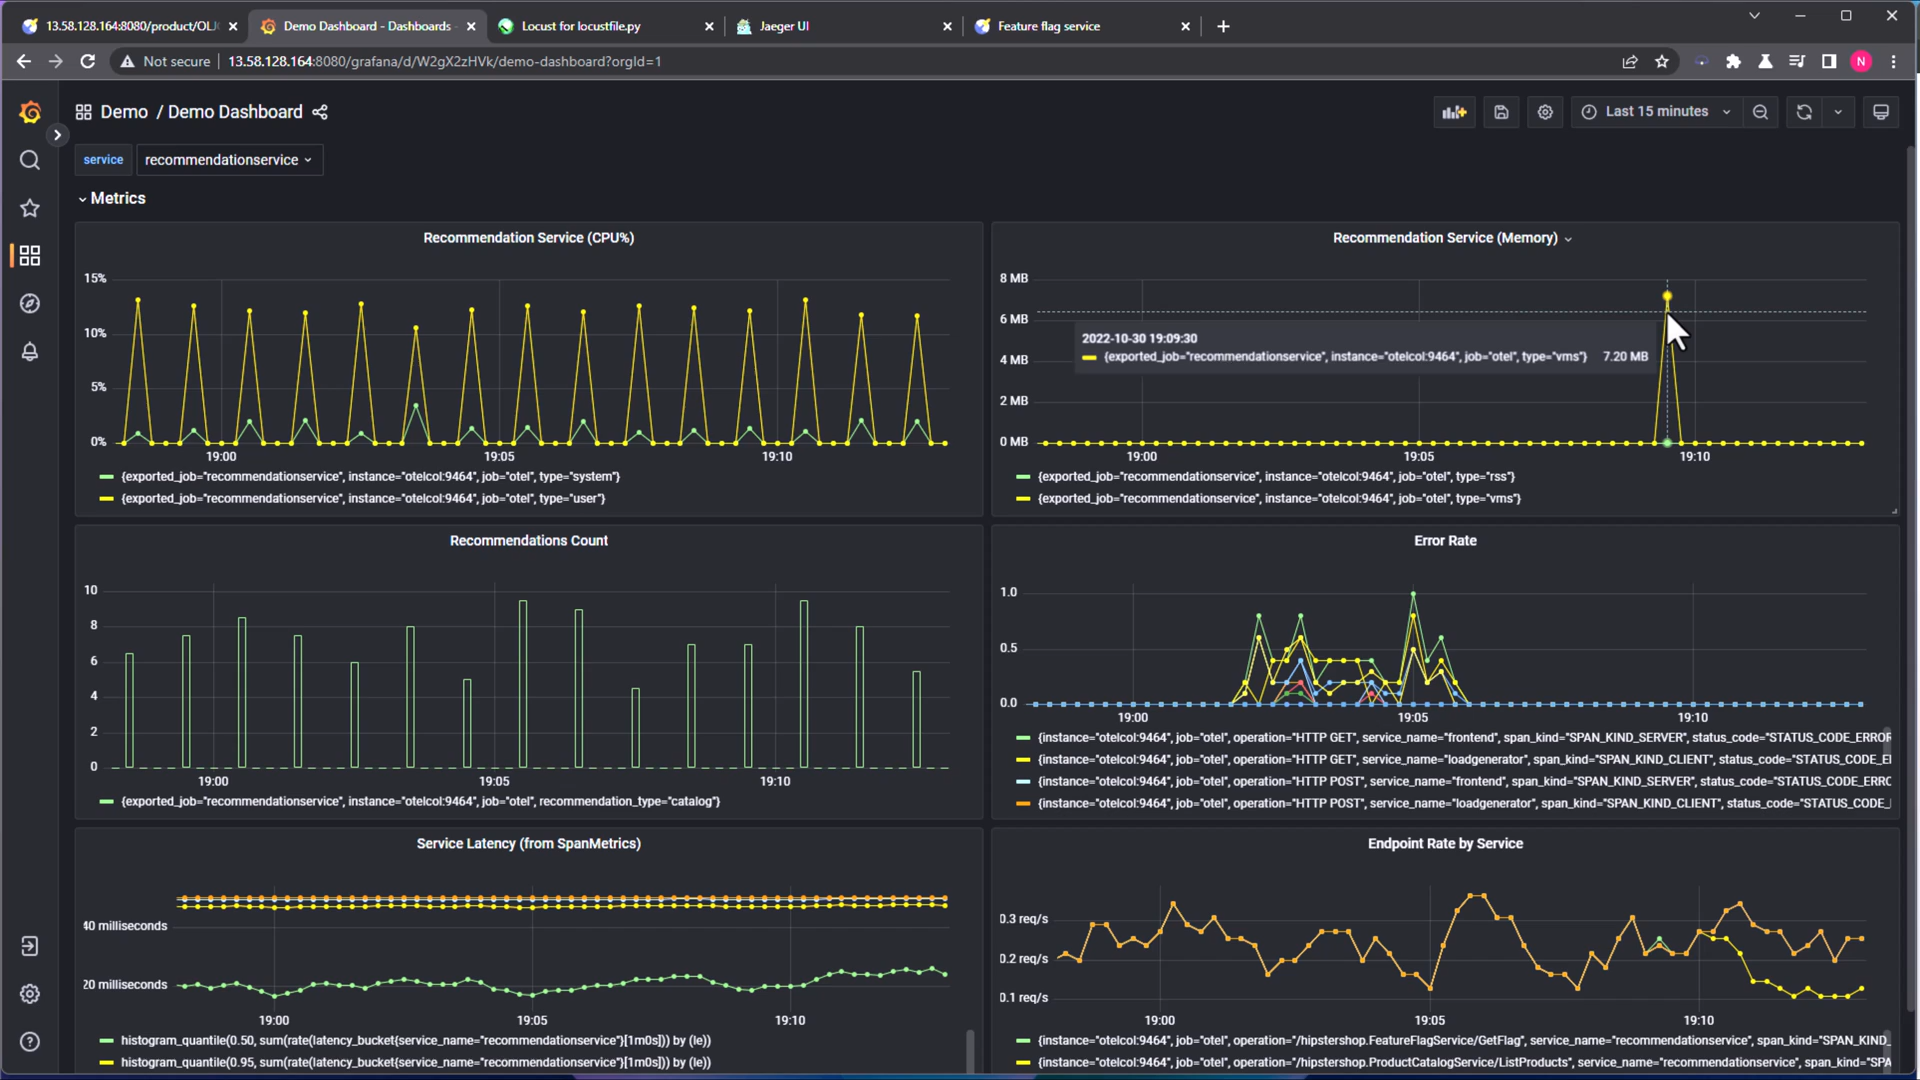 13.58.128.164:8080/product/OLJ
Demo Dashboard - Dashboards
Locust for locustfile.py
Jaeger UI
Feature flag service
Not secure
13.58.128.164:8080/grafana/d/W2gX2zHVk/demo-dashboard?orgId=1
N
Demo / Demo Dashboard
Last 15 minutes
service
recommendationservice
Metrics
Recommendation Service (CPU%)
15%
10%
5%
0%
19:00
19:05
19:10
{exported_job="recommendationservice", instance="otelcol:9464", job="otel", type="system"}
{exported_job="recommendationservice", instance="otelcol:9464", job="otel", type="user"}
Recommendation Service (Memory)
8 MB
6 MB
4 MB
2 MB
0 MB
2022-10-30 19:09:30
{exported_job="recommendationservice", instance="otelcol:9464", job="otel", type="vms"} 7.20 MB
19:00
19:05
19:10
{exported_job="recommendationservice", instance="otelcol:9464", job="otel", type="rss"}
{exported_job="recommendationservice", instance="otelcol:9464", job="otel", type="vms"}
Recommendations Count
10
8
6
4
2
0
19:00
19:05
19:10
{exported_job="recommendationservice", instance="otelcol:9464", job="otel", recommendation_type="catalog"}
Error Rate
1.0
0.5
0.0
19:00
19:05
19:10
{instance="otelcol:9464", job="otel", operation="HTTP GET", service_name="frontend", span_kind="SPAN_KIND_SERVER", status_code="STATUS_CODE_ERROR
{instance="otelcol:9464", job="otel", operation="HTTP GET", service_name="loadgenerator", span_kind="SPAN_KIND_CLIENT", status_code="STATUS_CODE_E
{instance="otelcol:9464", job="otel", operation="HTTP POST", service_name="frontend", span_kind="SPAN_KIND_SERVER", status_code="STATUS_CODE_ERRC
{instance="otelcol:9464", job="otel", operation="HTTP POST", service_name="loadgenerator", span_kind="SPAN_KIND_CLIENT", status_code="STATUS_CODE_
Service Latency (from SpanMetrics)
40 milliseconds
20 milliseconds
19:00
19:05
19:10
histogram_quantile(0.50, sum(rate(latency_bucket{service_name="recommendationservice"}[1m0s])) by (le))
histogram_quantile(0.95, sum(rate(latency_bucket{service_name="recommendationservice"}[1m0s])) by (le))
Endpoint Rate by Service
0.3 req/s
0.2 req/s
0.1 req/s
19:00
19:05
19:10
{instance="otelcol:9464", job="otel", operation="/hipstershop.FeatureFlagService/GetFlag", service_name="recommendationservice", span_kind="SPAN_KIND_
{instance="otelcol:9464", job="otel", operation="/hipstershop.ProductCatalogService/ListProducts", service_name="recommendationservice", span_kind="SPA